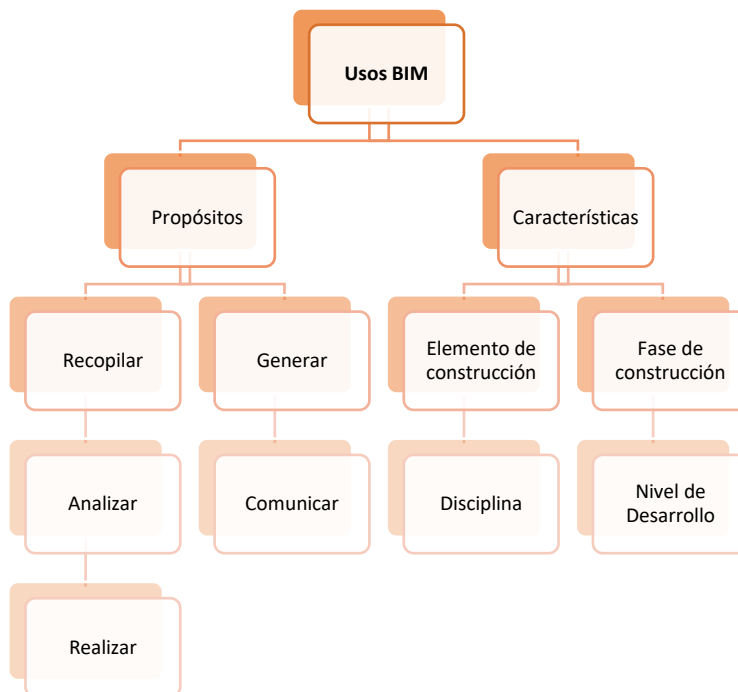 Usos BIM
Propósitos
Características
Recopilar
Generar
Elemento de
construcción
Fase de
construcción
Analizar
Comunicar
Disciplina
Nivel de
Desarrollo
Realizar